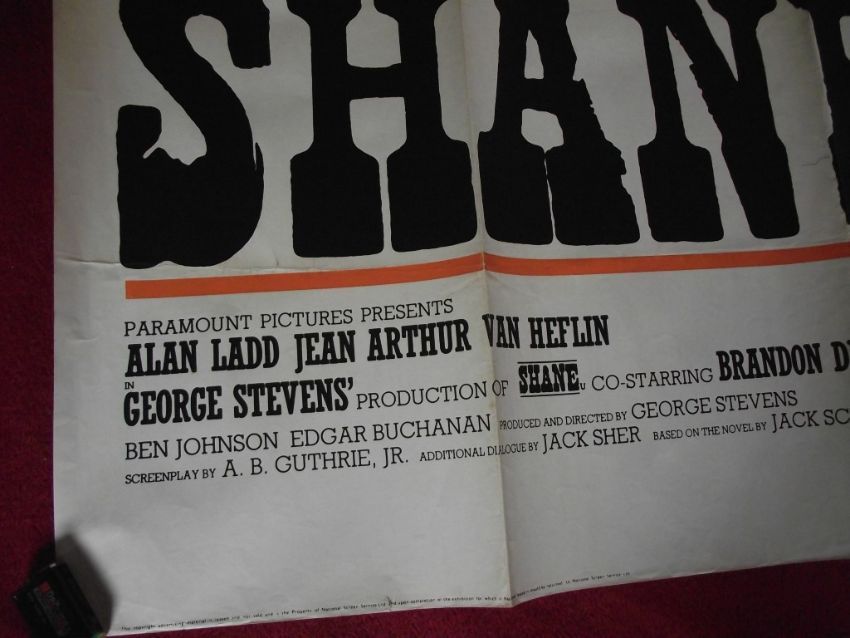 SHAN
PARAMOUNT PICTURES PRESENTS
ALAN LADD JEAN ARTHUR VAN HEFLIN
IN
GEORGE STEVENS' PRODUCTION OF SHANE U CO-STARRING BRANDON D
BEN JOHNSON EDGAR BUCHANAN PRODUCED AND DIRECTED BY GEORGE STEVENS
SCREENPLAY BY A. B. GUTHRIE, JR. ADDITIONAL DIALOGUE BY JACK SHER BASED ON THE NOVEL BY JACK SC